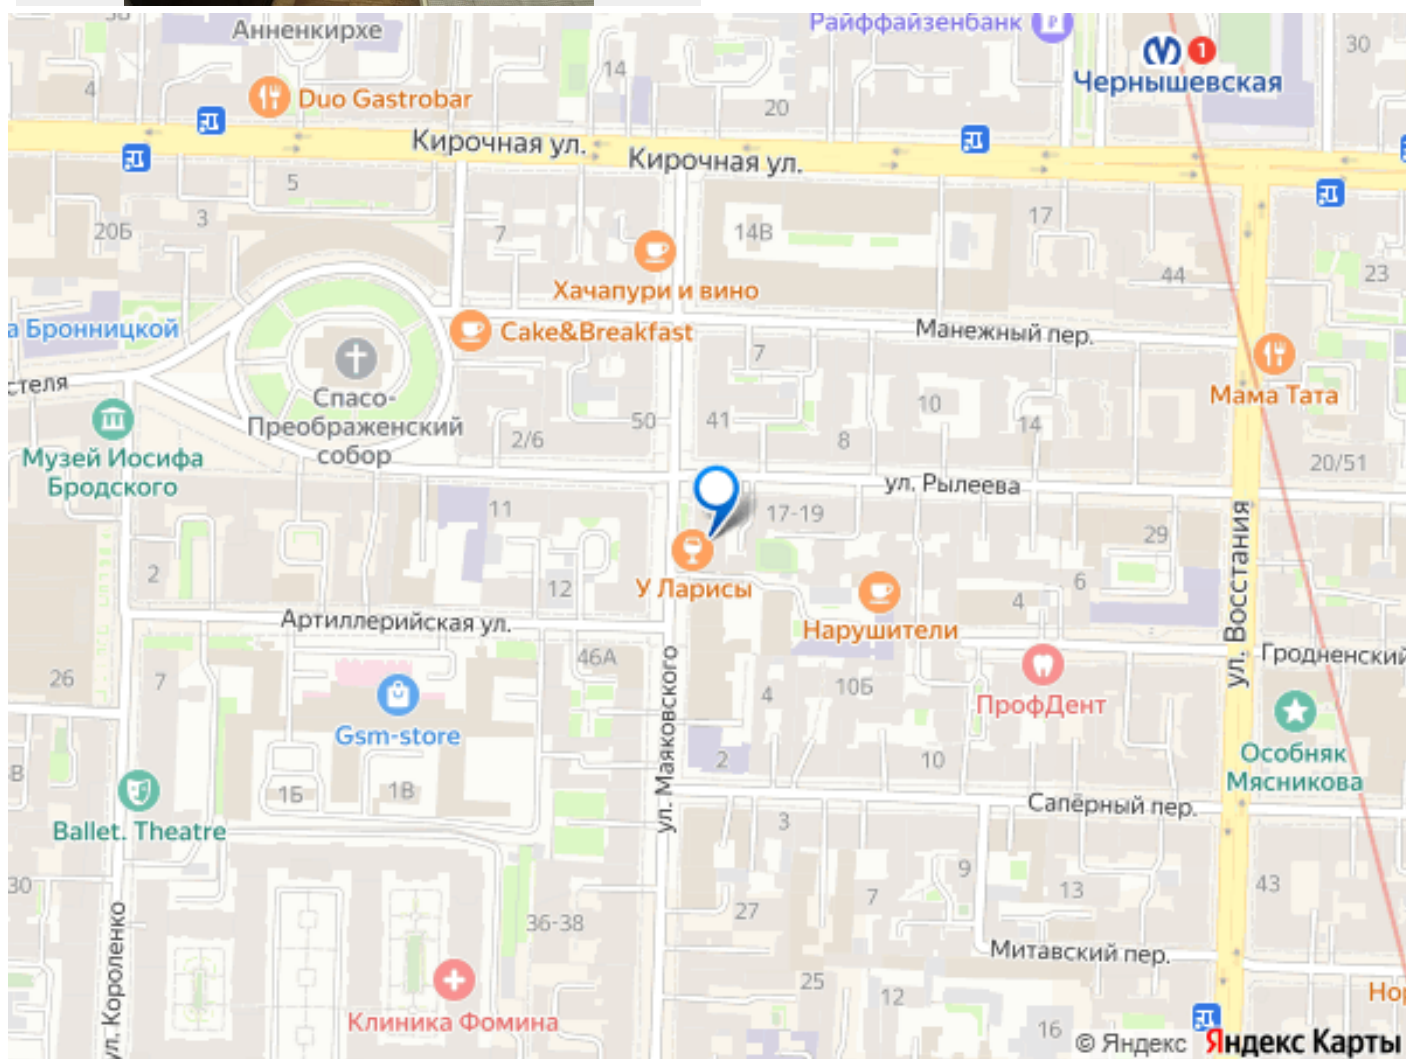 Анненкирхе
Райффайзенбанк
1
30
38
14
Чернышевская
4
Duo Gastrobar
20
Кирочная ул.
Кирочная ул.
5
3
20Б
7
14В
17
44
23
Хачапури и вино
а Бронницкой
Cake&Breakfast
Манежный пер.
7
стеля
Спасо-
Преображенский
собор
Мама Тата
50
41
10
14
2/6
8
20/51
Музей Иосифа
Бродского
ул. Рылеева
11
17-19
29
ул. Восстания
2
12
У Ларисы
6
4
Артиллерийская ул.
Нарушители
46А
Гродненский
26
7
4
10Б
ПрофДент
Gsm-store
ул. Маяковского
2
10
Особняк
Мясникова
1Б
1В
Сапёрный пер.
Ballet. Theatre
3
30
9
43
7
13
27
36-38
ул. Короленко
Митавский пер.
25
12
Клиника Фомина
16
© Яндекс
Яндекс Карты